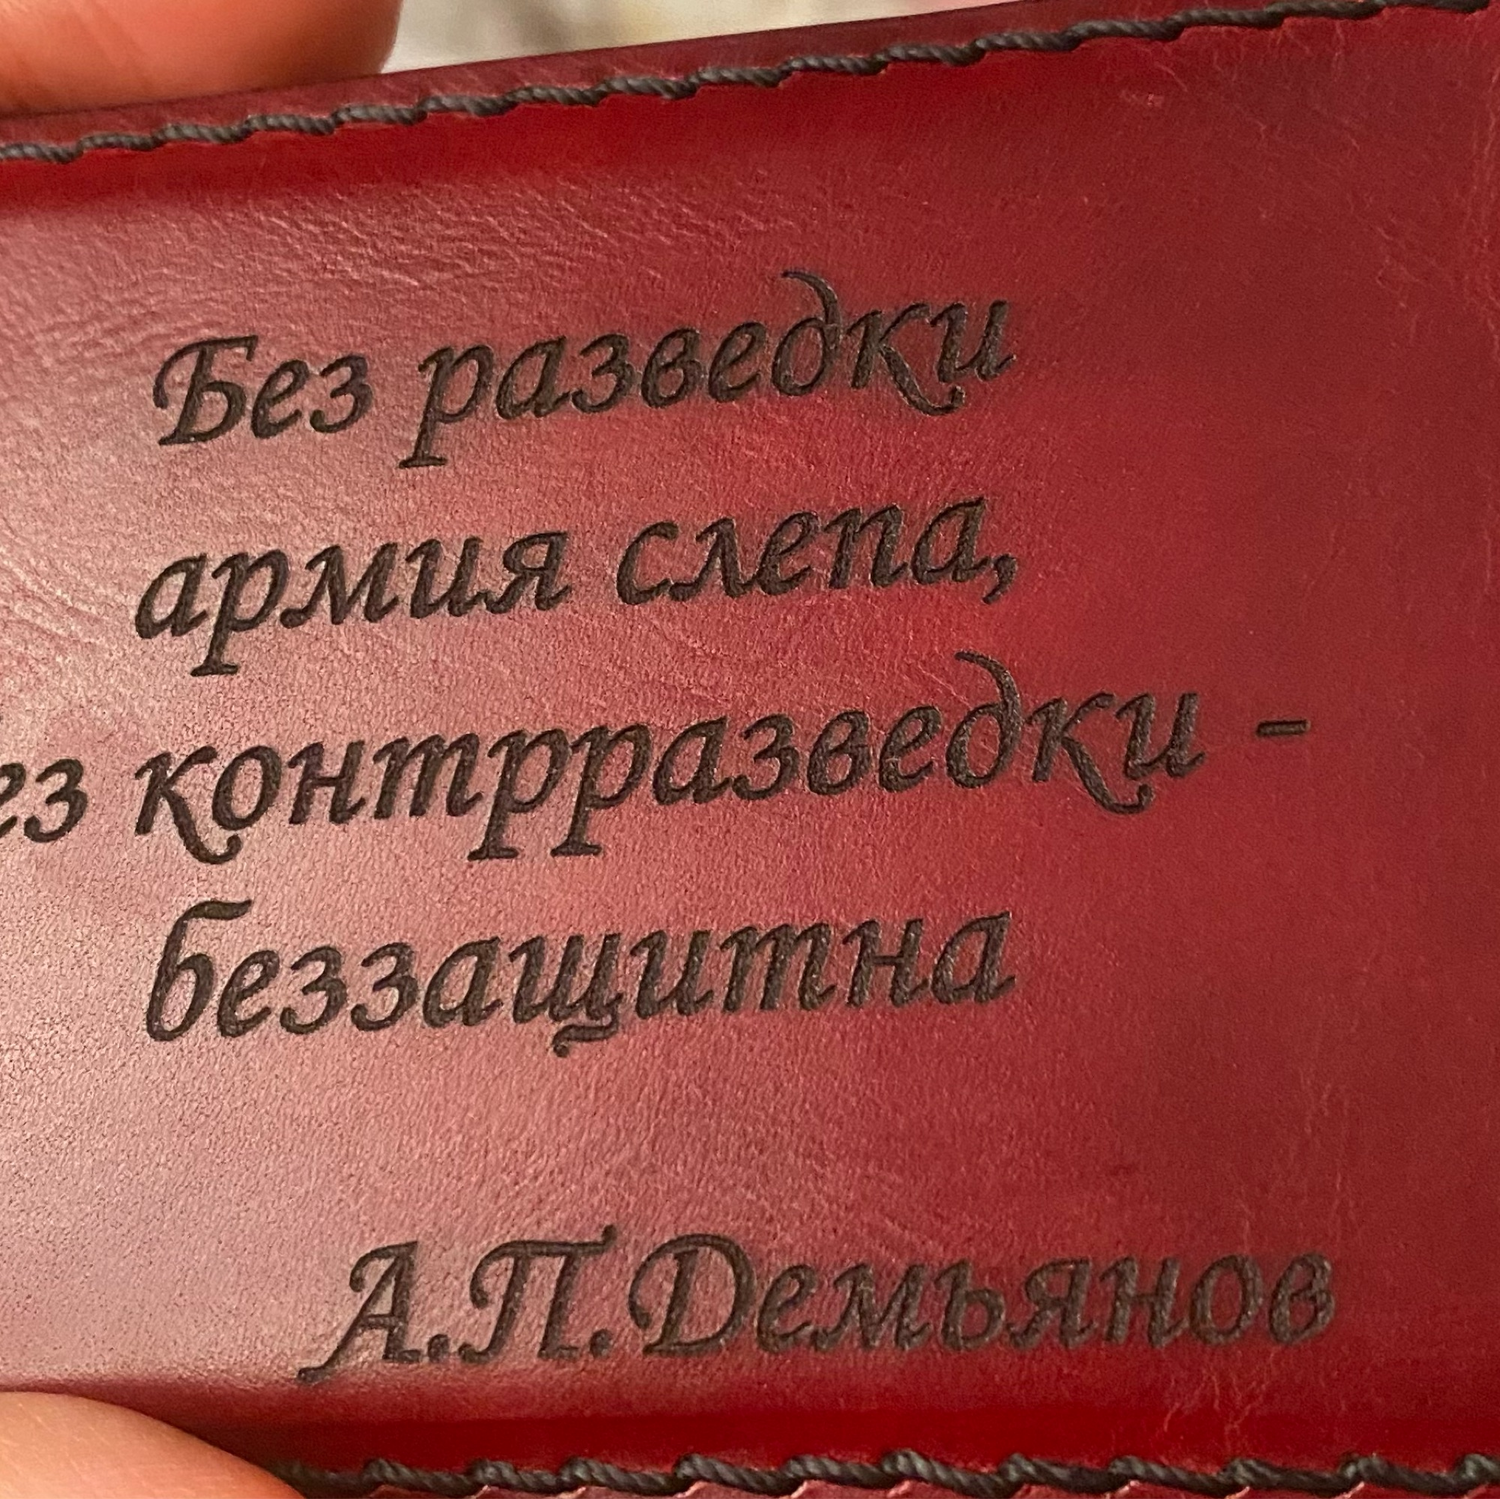 Без разведки
армия слепа,
ез контрразведки -
беззащитна
А.П.Демьянов